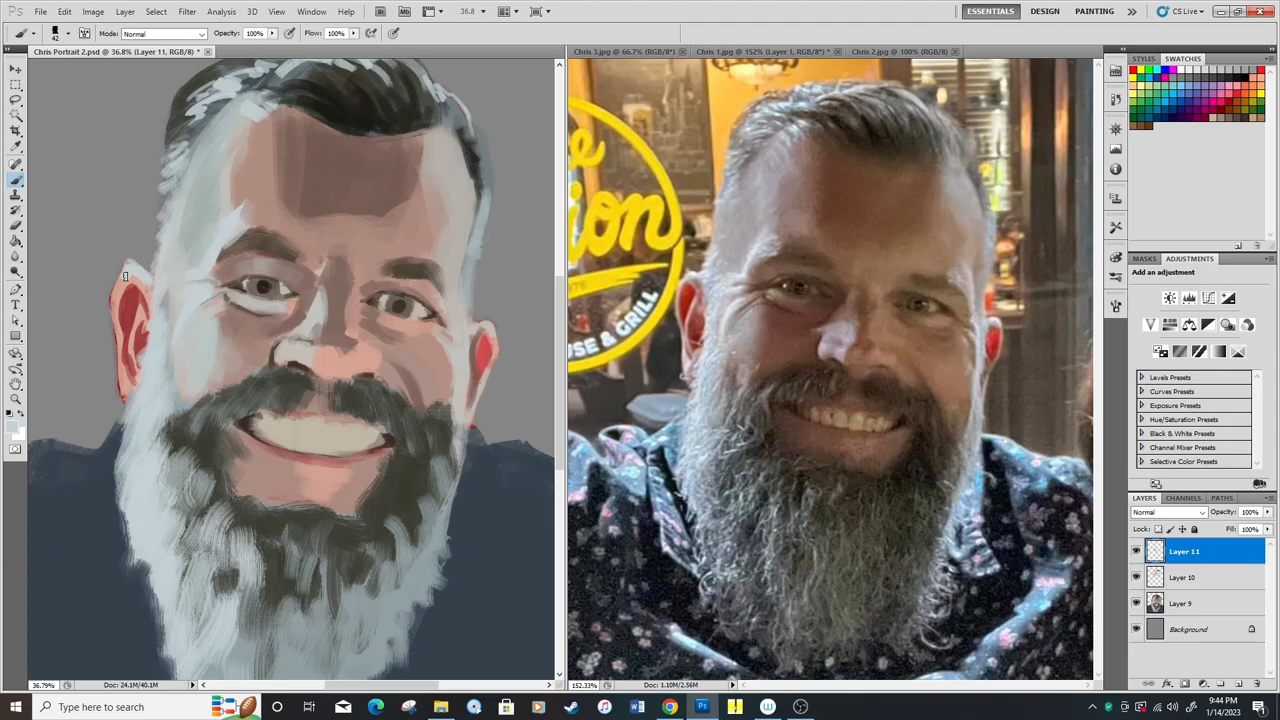 Ps File Edit Image Layer Select Filter Analysis 3D View Window Help Br Mb 36.8 ESSENTIALS DESIGN PAINTING CS Live
42 Mode: Normal Opacity: 100% Flow: 100%
Chris Portrait 2.psd @ 36.8% (Layer 11, RGB/8) * Chris 3.jpg @ 66.7% (RGB/8*) Chris 1.jpg @ 152% (Layer 1, RGB/8*) * Chris 2.jpg @ 100% (RGB/8)
STYLES SWATCHES
e
ion
78
USE & GRILL
MASKS ADJUSTMENTS
Add an adjustment
Levels Presets
Curves Presets
Exposure Presets
Hue/Saturation Presets
Black & White Presets
Channel Mixer Presets
Selective Color Presets
LAYERS CHANNELS PATHS
Normal Opacity: 100%
Lock: Fill: 100%
Layer 11
Layer 10
Layer 9
Background
36.79% Doc: 24.1M/40.1M 152.33% Doc: 1.10M/2.56M
Type here to search
9:44 PM
1/14/2023